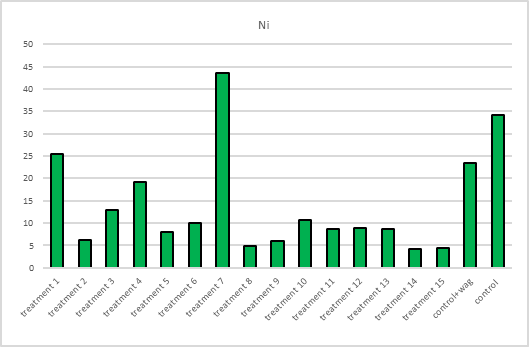 Ni
50
45
40
35
30
25
20
15
10
5
0
treatment 1
treatment 2
treatment 3
treatment 4
treatment 5
treatment 6
treatment 7
treatment 8
treatment 9
treatment 10
treatment 11
treatment 12
treatment 13
treatment 14
treatment 15
control+wag
control